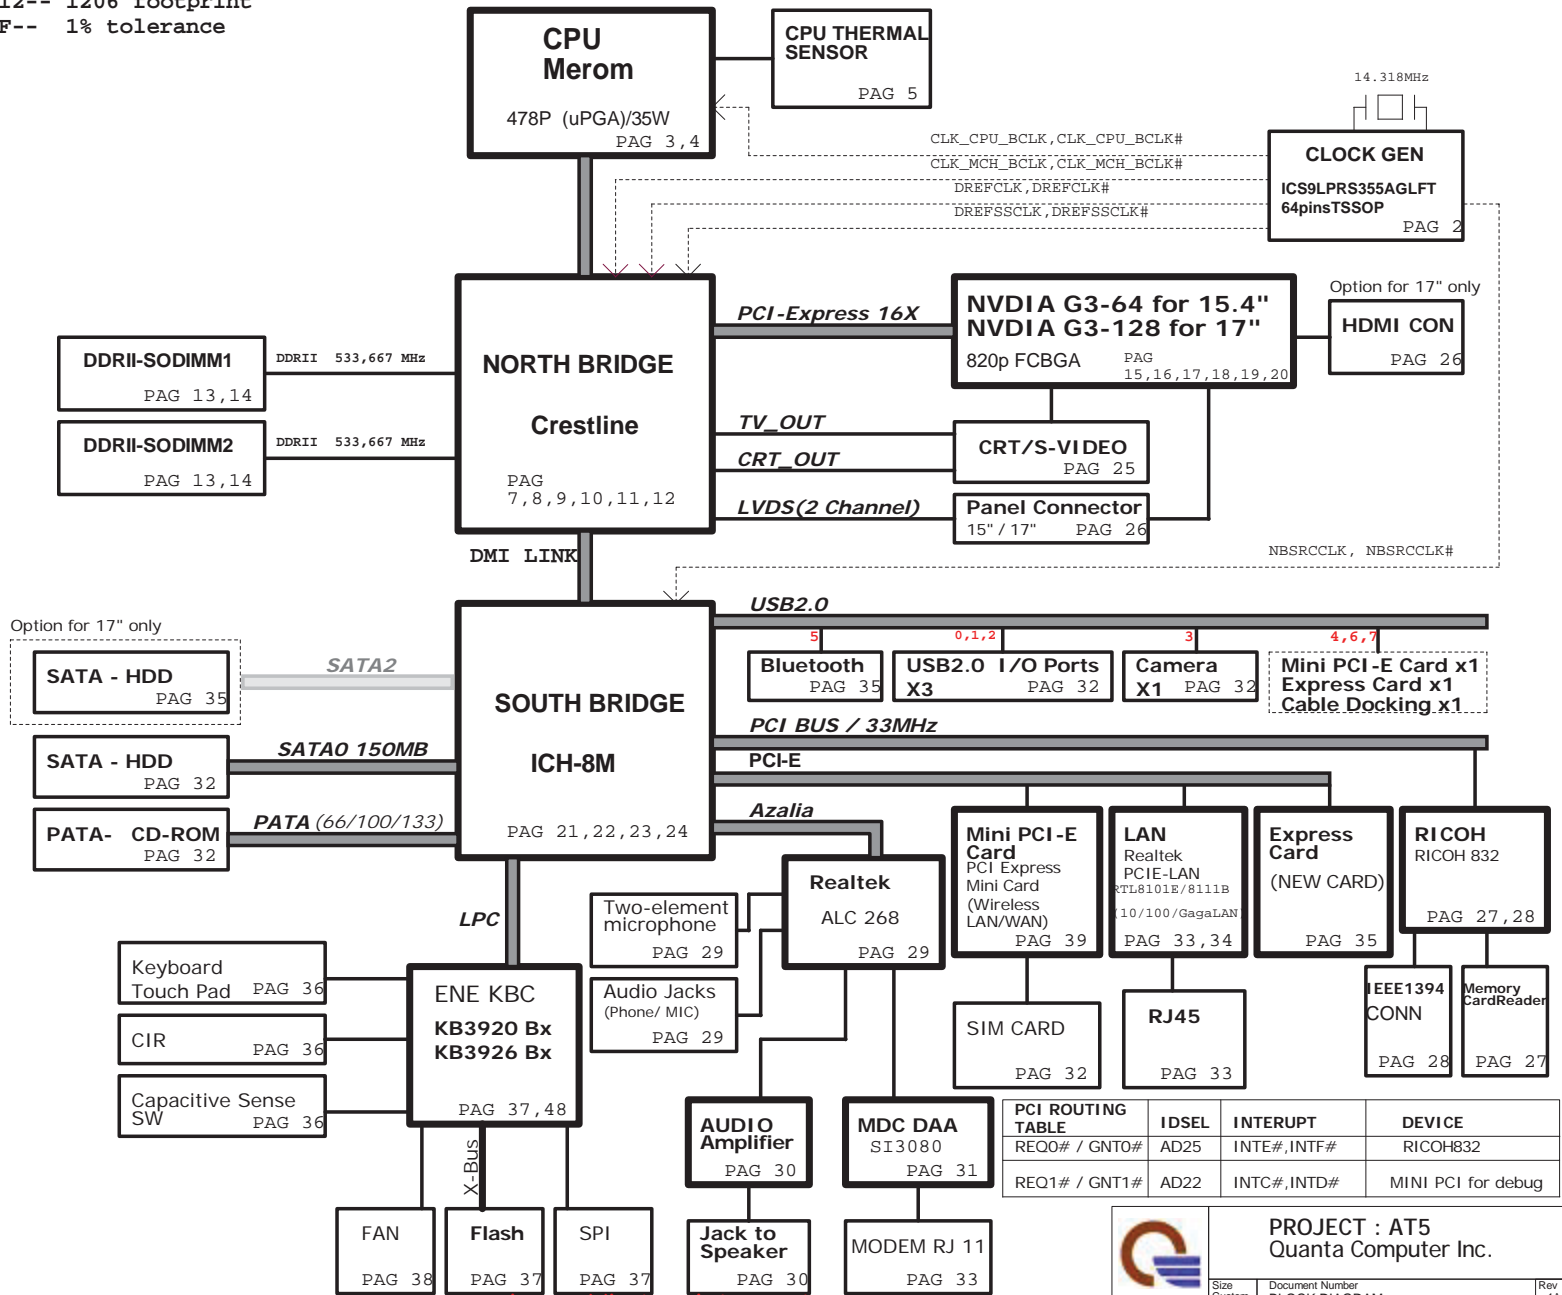 12-- 1206 footprint
F-- 1% tolerance
CPU
Merom
478P (uPGA)/35W
PAG 3,4
CPU THERMAL
SENSOR
PAG 5
14.318MHz
CLOCK GEN
ICS9LPRS355AGLFT
64pinsTSSOP
PAG 2
CLK_CPU_BCLK,CLK_CPU_BCLK#
CLK_MCH_BCLK,CLK_MCH_BCLK#
DREFCLK,DREFCLK#
DREFSSCLK,DREFSSCLK#
NORTH BRIDGE
Crestline
PAG
7,8,9,10,11,12
DDRII-SODIMM1
PAG 13,14
DDRII 533,667 MHz
DDRII-SODIMM2
PAG 13,14
DDRII 533,667 MHz
PCI-Express 16X
NVDIA G3-64 for 15.4"
NVDIA G3-128 for 17"
820p FCBGA
PAG
15,16,17,18,19,20
Option for 17" only
HDMI CON
PAG 26
TV_OUT
CRT_OUT
CRT/S-VIDEO
PAG 25
LVDS(2 Channel)
Panel Connector
15" / 17"
PAG 26
NBSRCCLK, NBSRCCLK#
DMI LINK
SOUTH BRIDGE
ICH-8M
PAG 21,22,23,24
Option for 17" only
SATA - HDD
PAG 35
SATA2
SATA - HDD
PAG 32
SATA0 150MB
PATA- CD-ROM
PAG 32
PATA (66/100/133)
USB2.0
5
0,1,2
3
4,6,7
Bluetooth
PAG 35
USB2.0 I/O Ports
X3
PAG 32
Camera
X1
PAG 32
Mini PCI-E Card x1
Express Card x1
Cable Docking x1
PCI BUS / 33MHz
PCI-E
Azalia
Mini PCI-E
Card
PCI Express
Mini Card
(Wireless
LAN/WAN)
PAG 39
LAN
Realtek
PCIE-LAN
RTL8101E/8111B
(10/100/GagaLAN)
PAG 33,34
Express
Card
(NEW CARD)
PAG 35
RICOH
RICOH 832
PAG 27,28
Realtek
ALC 268
PAG 29
Two-element
microphone
PAG 29
Audio Jacks
(Phone/ MIC)
PAG 29
LPC
Keyboard
Touch Pad
PAG 36
CIR
PAG 36
Capacitive Sense
SW
PAG 36
ENE KBC
KB3920 Bx
KB3926 Bx
PAG 37,48
SIM CARD
PAG 32
RJ45
PAG 33
IEEE1394
CONN
PAG 28
Memory
CardReader
PAG 27
X-Bus
FAN
PAG 38
Flash
PAG 37
SPI
PAG 37
AUDIO
Amplifier
PAG 30
Jack to
Speaker
PAG 30
MDC DAA
SI3080
PAG 31
MODEM RJ 11
PAG 33
PCI ROUTING
TABLE
IDSEL
INTERUPT
DEVICE
REQ0# / GNT0#
AD25
INTE#,INTF#
RICOH832
REQ1# / GNT1#
AD22
INTC#,INTD#
MINI PCI for debug
PROJECT : AT5
Quanta Computer Inc.
Size
Document Number
Rev